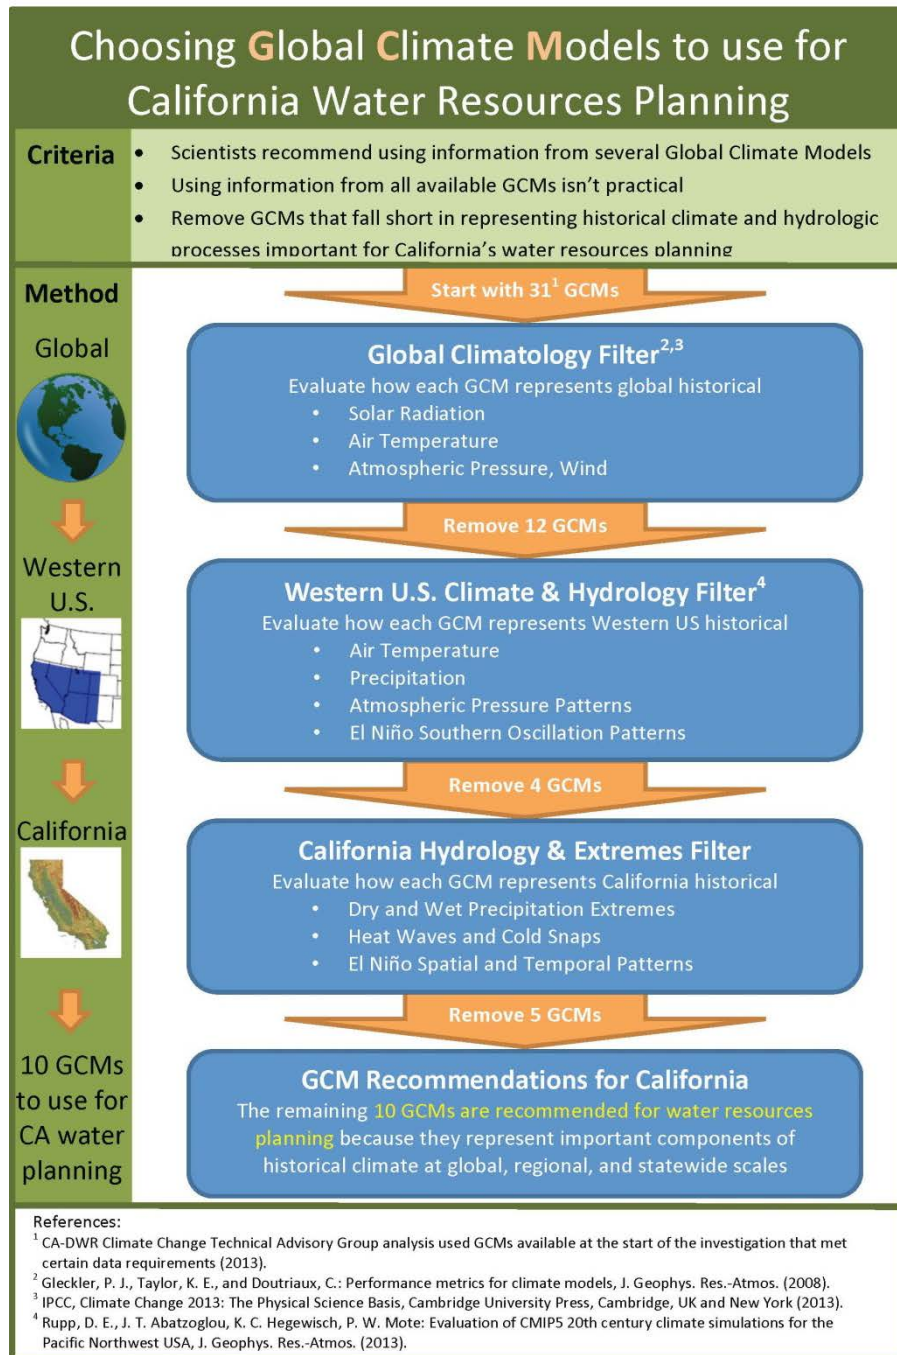 Choosing Global Climate Models to use for
California Water Resources Planning
Criteria
• Scientists recommend using information from several Global Climate Models
• Using information from all available GCMs isn't practical
• Remove GCMs that fall short in representing historical climate and hydrologic
processes important for California's water resources planning
Method
Start with 31¹ GCMs
Global
Global Climatology Filter²,³
Evaluate how each GCM represents global historical
• Solar Radiation
• Air Temperature
• Atmospheric Pressure, Wind
Remove 12 GCMs
Western
U.S.
Western U.S. Climate & Hydrology Filter⁴
Evaluate how each GCM represents Western US historical
• Air Temperature
• Precipitation
• Atmospheric Pressure Patterns
• El Niño Southern Oscillation Patterns
Remove 4 GCMs
California
California Hydrology & Extremes Filter
Evaluate how each GCM represents California historical
• Dry and Wet Precipitation Extremes
• Heat Waves and Cold Snaps
• El Niño Spatial and Temporal Patterns
Remove 5 GCMs
10 GCMs
to use for
CA water
planning
GCM Recommendations for California
The remaining 10 GCMs are recommended for water resources
planning because they represent important components of
historical climate at global, regional, and statewide scales
References:
¹ CA-DWR Climate Change Technical Advisory Group analysis used GCMs available at the start of the investigation that met
certain data requirements (2013).
² Gleckler, P. J., Taylor, K. E., and Doutriaux, C.: Performance metrics for climate models, J. Geophys. Res.-Atmos. (2008).
³ IPCC, Climate Change 2013: The Physical Science Basis, Cambridge University Press, Cambridge, UK and New York (2013).
⁴ Rupp, D. E., J. T. Abatzoglou, K. C. Hegewisch, P. W. Mote: Evaluation of CMIP5 20th century climate simulations for the
Pacific Northwest USA, J. Geophys. Res.-Atmos. (2013).